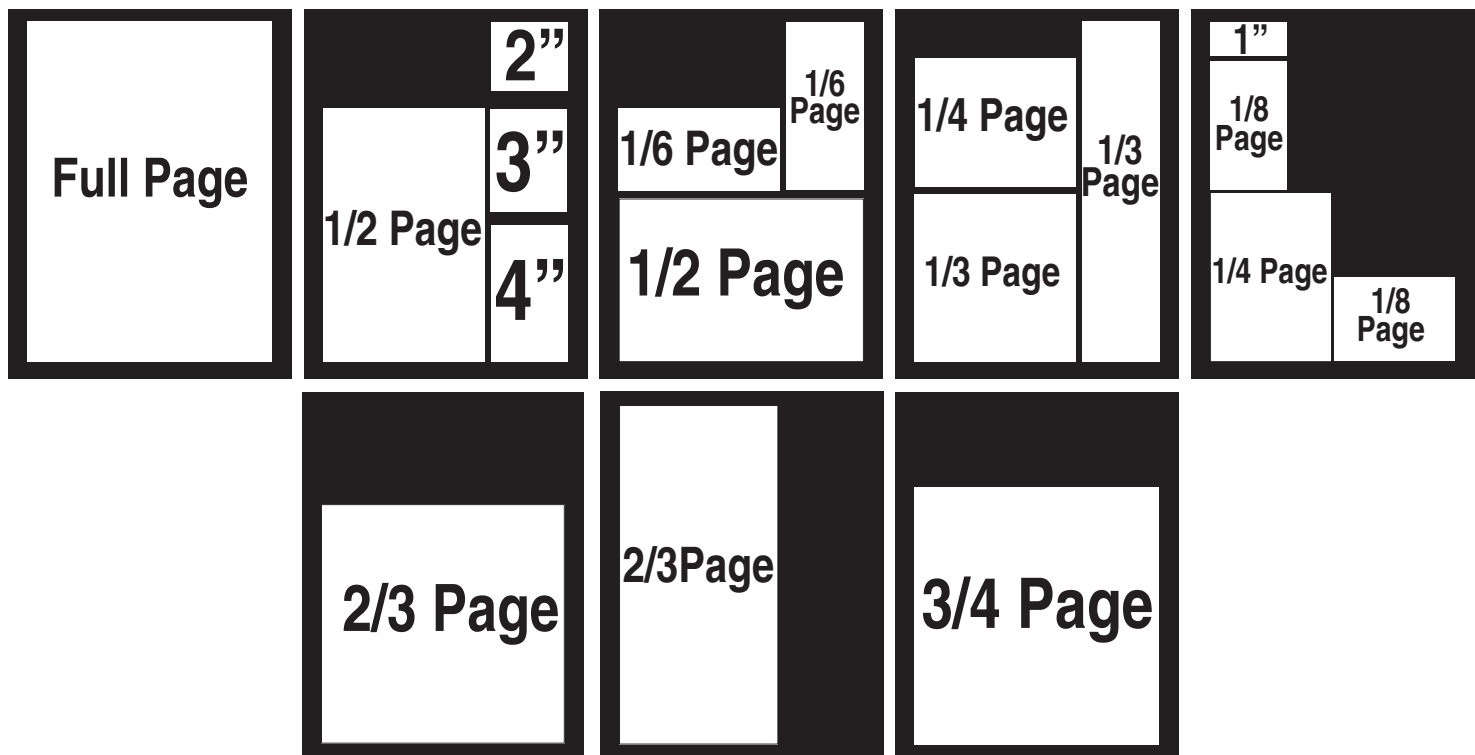 Full Page
2”
3”
1/2 Page
4”
1/6
Page
1/6 Page
1/2 Page
1/4 Page
1/3
Page
1/3 Page
1”
1/8
Page
1/4 Page
1/8
Page
2/3 Page
2/3Page
3/4 Page